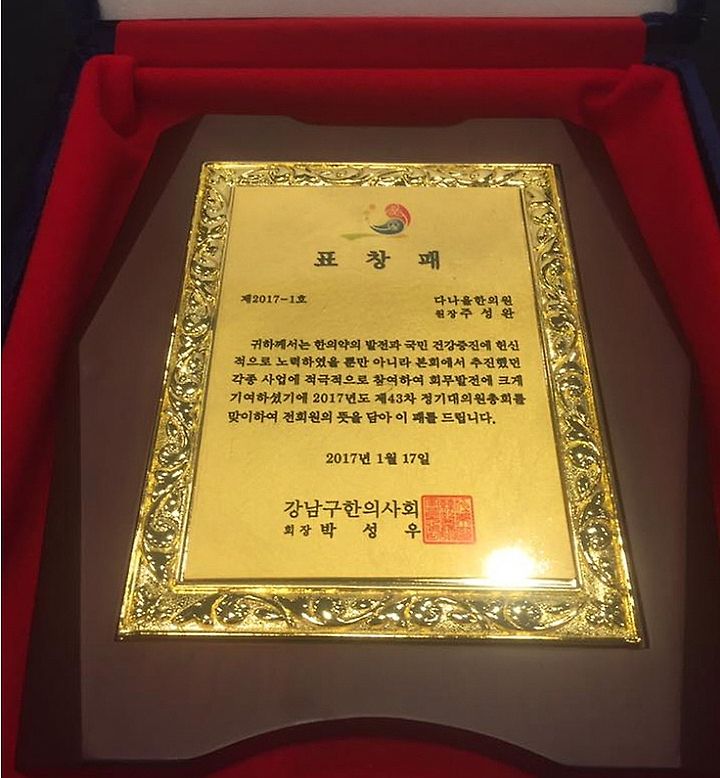 표 창 패
제2017-1호
다나을한의원
원장 주 성 완
귀하께서는 한의약의 발전과 국민 건강증진에 헌신
적으로 노력하였을 뿐만 아니라 본회에서 추진했던
각종 사업에 적극적으로 참여하여 회무발전에 크게
기여하셨기에 2017년도 제43차 정기대의원총회를
맞이하여 전회원의 뜻을 담아 이 패를 드립니다.
2017년 1월 17일
강남구한의사회
회장 박 성 우